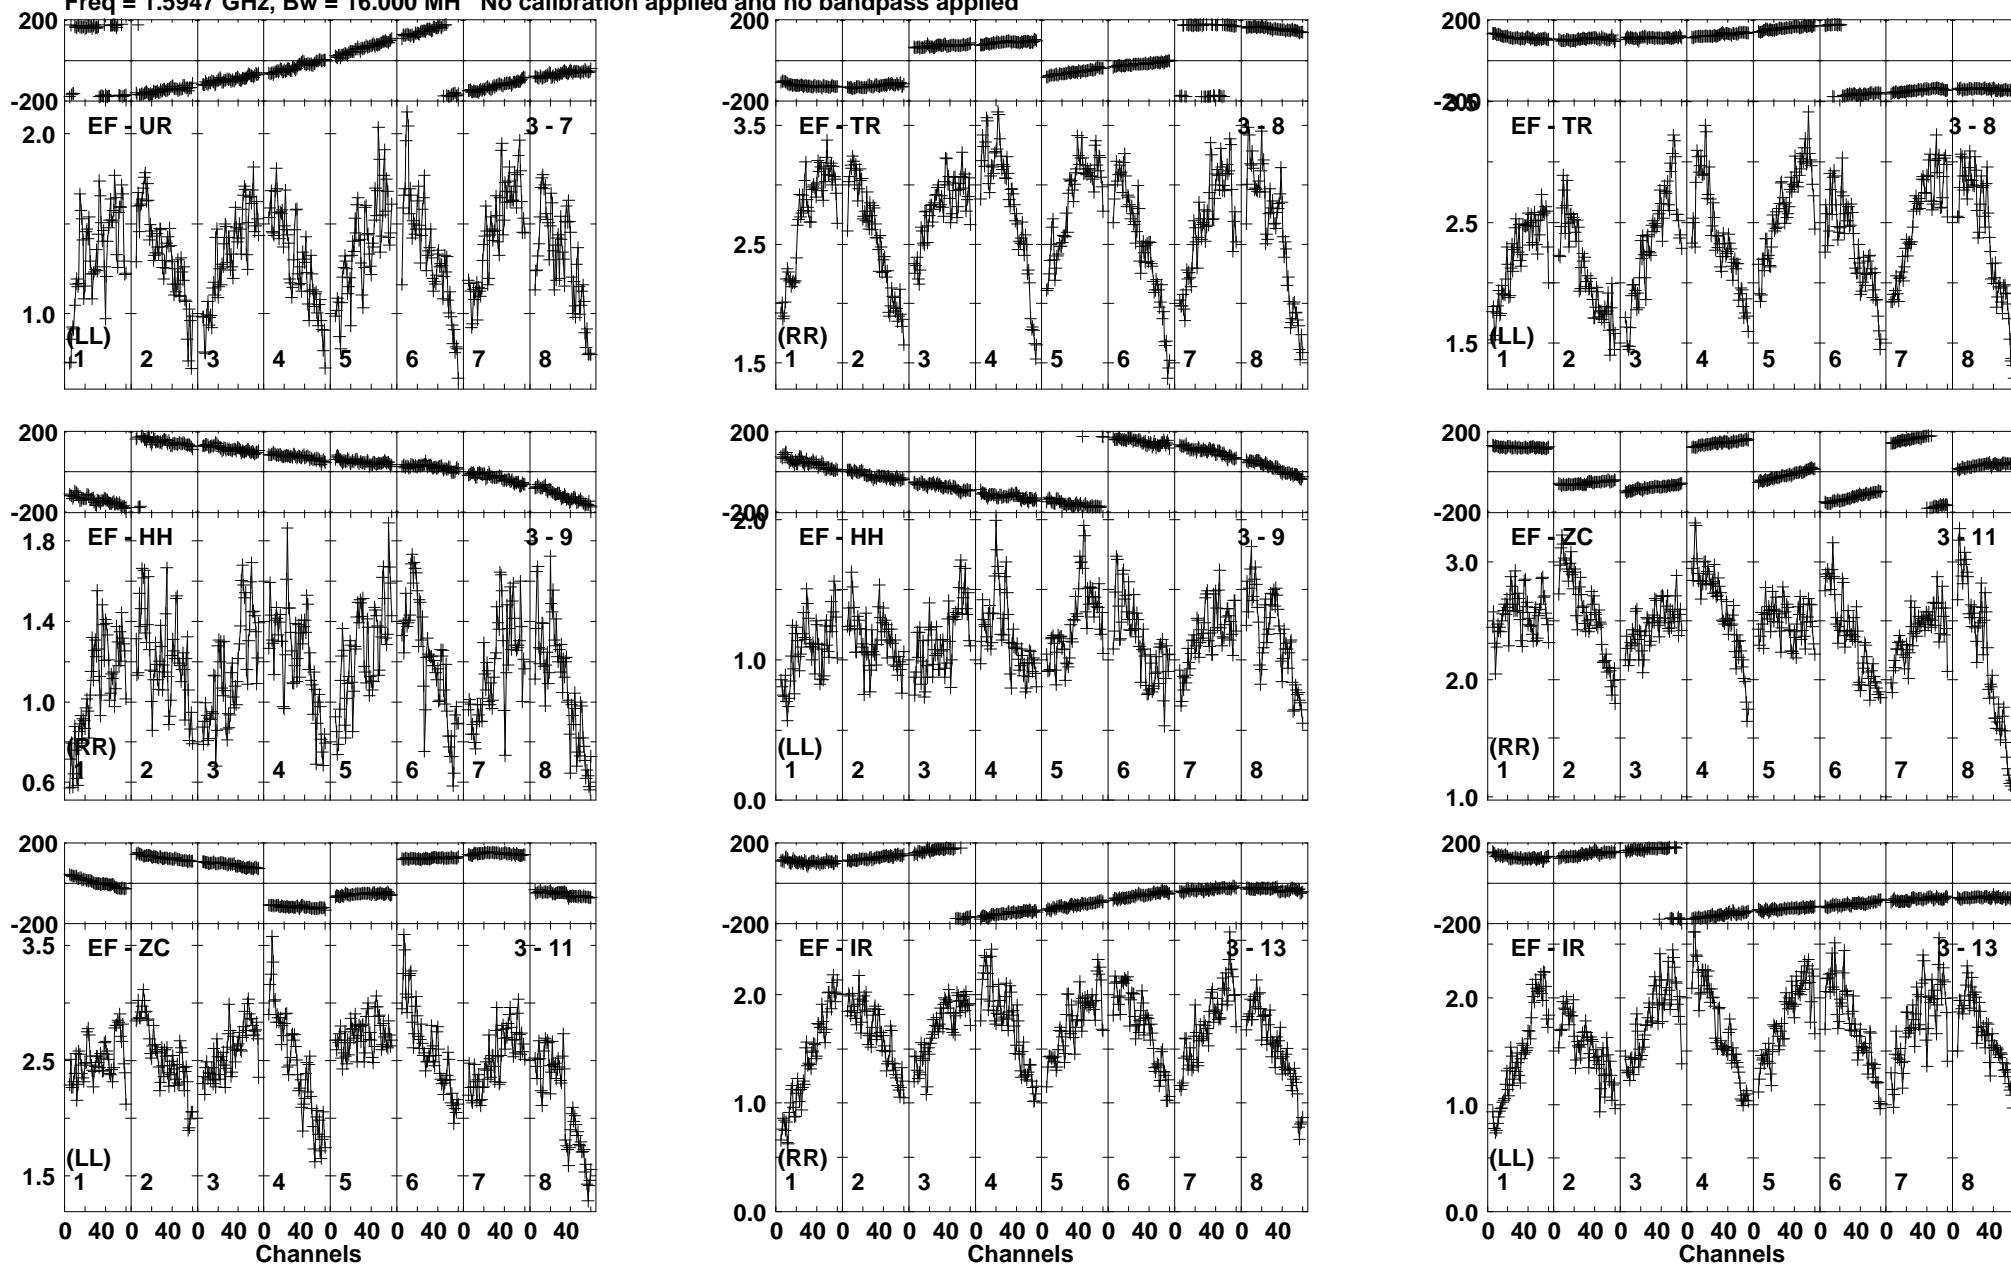 Freq = 1.5947 GHz, Bw = 16.000 MH No calibration applied and no bandpass applied
200 200 200
-200 -200 -200
3.5
EF - UR 3 - 7 EF - TR 3 - 8 EF - TR 3 - 8
2.0 3.5
2.5 2.5
1.0
(LL) (RR) (LL)
1.5 1.5
1 2 3 4 5 6 7 8 1 2 3 4 5 6 7 8 1 2 3 4 5 6 7 8
200 200 200
-200 -200 -200
2.0
EF - HH 3 - 9 EF - HH 3 - 9 EF - ZC 3 - 11
1.8 3.0
1.4
1.0 1.0 2.0
(RR) (LL) (RR)
1 2 3 4 5 6 7 8 1 2 3 4 5 6 7 8 1 2 3 4 5 6 7 8
0.6 0.0 1.0
200 200 200
-200 -200 -200
EF - ZC 3 - 11 EF - IR 3 - 13 EF - IR 3 - 13
3.5 2.0 2.0
2.5 1.0 1.0
(LL) (RR) (LL)
1.5
1 2 3 4 5 6 7 8 1 2 3 4 5 6 7 8 1 2 3 4 5 6 7 8
0.0 0.0
0 40 0 40 0 40 0 40 0 40 0 40 0 40 0 40 0 40 0 40 0 40 0 40 0 40 0 40 0 40 0 40 0 40 0 40 0 40 0 40 0 40 0 40 0 40 0 40
Channels Channels Channels